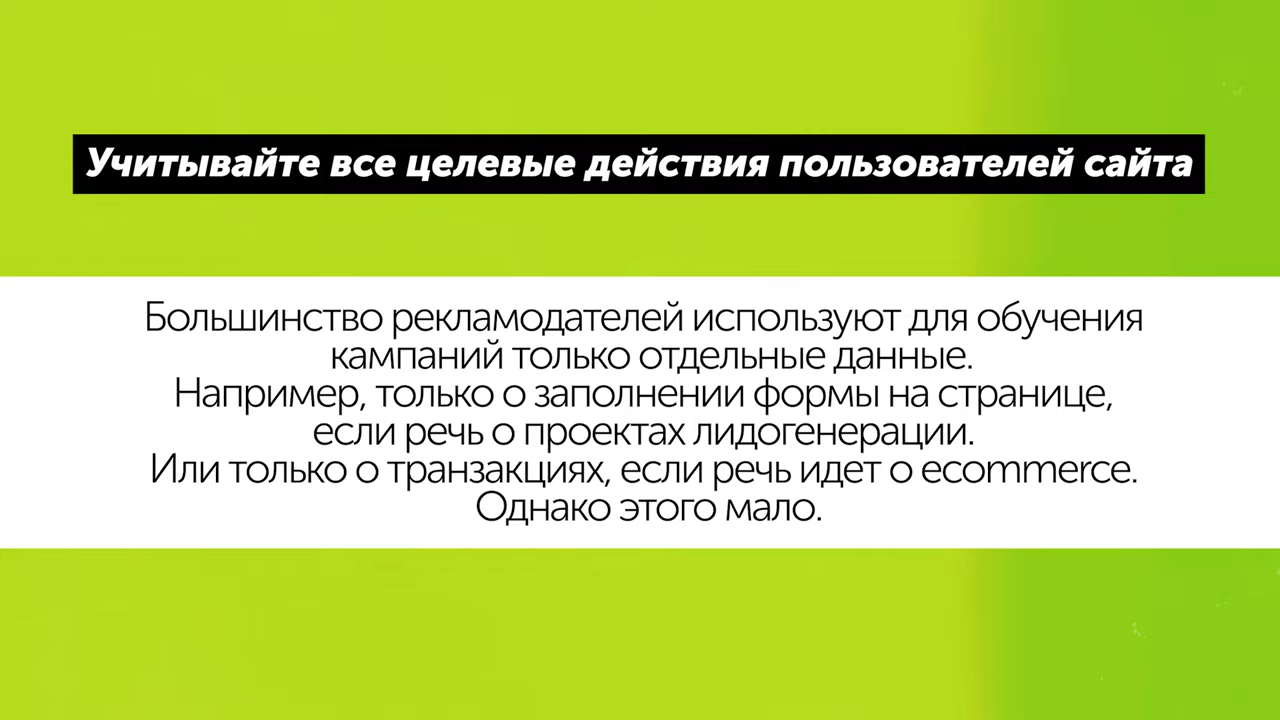 Учитывайте все целевые действия пользователей сайта
Большинство рекламодателей используют для обучения
кампаний только отдельные данные.
Например, только о заполнении формы на странице,
если речь о проектах лидогенерации.
Или только о транзакциях, если речь идет о ecommerce.
Однако этого мало.